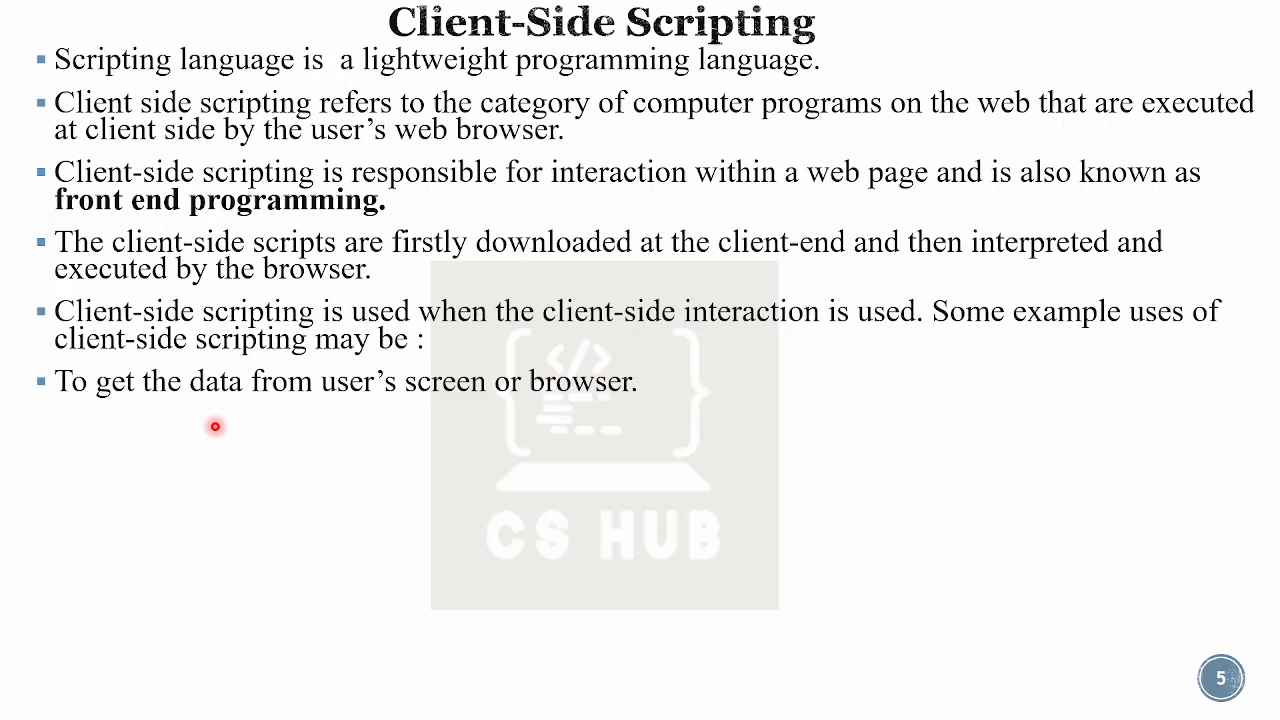 Client-Side Scripting
Scripting language is a lightweight programming language.
Client side scripting refers to the category of computer programs on the web that are executed
at client side by the user’s web browser.
Client-side scripting is responsible for interaction within a web page and is also known as
front end programming.
The client-side scripts are firstly downloaded at the client-end and then interpreted and
executed by the browser.
Client-side scripting is used when the client-side interaction is used. Some example uses of
client-side scripting may be :
To get the data from user’s screen or browser.
</>
CS HUB
5